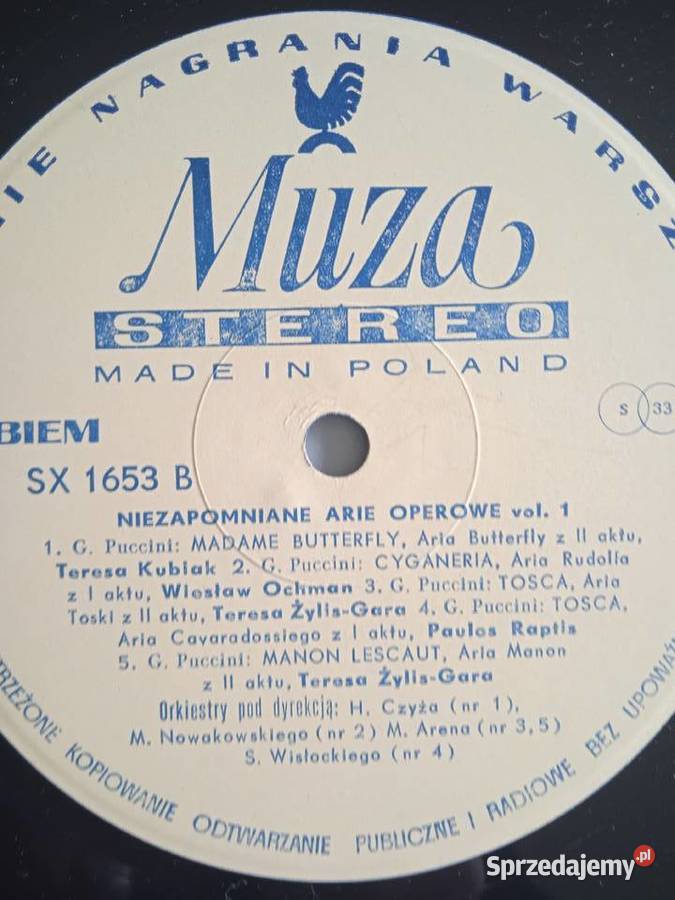 NAGRANIA
Muza
STEREO
MADE IN POLAND
BIEM
S 33
SX 1653 B
NIEZAPOMNIANE ARIE OPEROWE vol. 1
1. G. Puccini: MADAME BUTTERFLY, Aria Butterfly z II aktu,
Teresa Kubiak 2. G. Puccini: CYGANERIA, Aria Rudolfa
z I aktu, Wiesław Ochman 3. G. Puccini: TOSCA, Aria
Toski z II aktu, Teresa Żylis-Gara 4. G. Puccini: TOSCA,
Aria Cavaradossiego z I aktu, Paulos Raptis
5. G. Puccini: MANON LESCAUT, Aria Manon
z II aktu, Teresa Żylis-Gara
Orkiestry pod dyrekcją: H. Czyża (nr 1),
M. Nowakowskiego (nr 2) M. Arena (nr 3, 5)
S. Wisłockiego (nr 4)
KOPIOWANIE ODTWARZANIE PUBLICZNE I RADIOWE BEZ
Sprzedajemy.pl